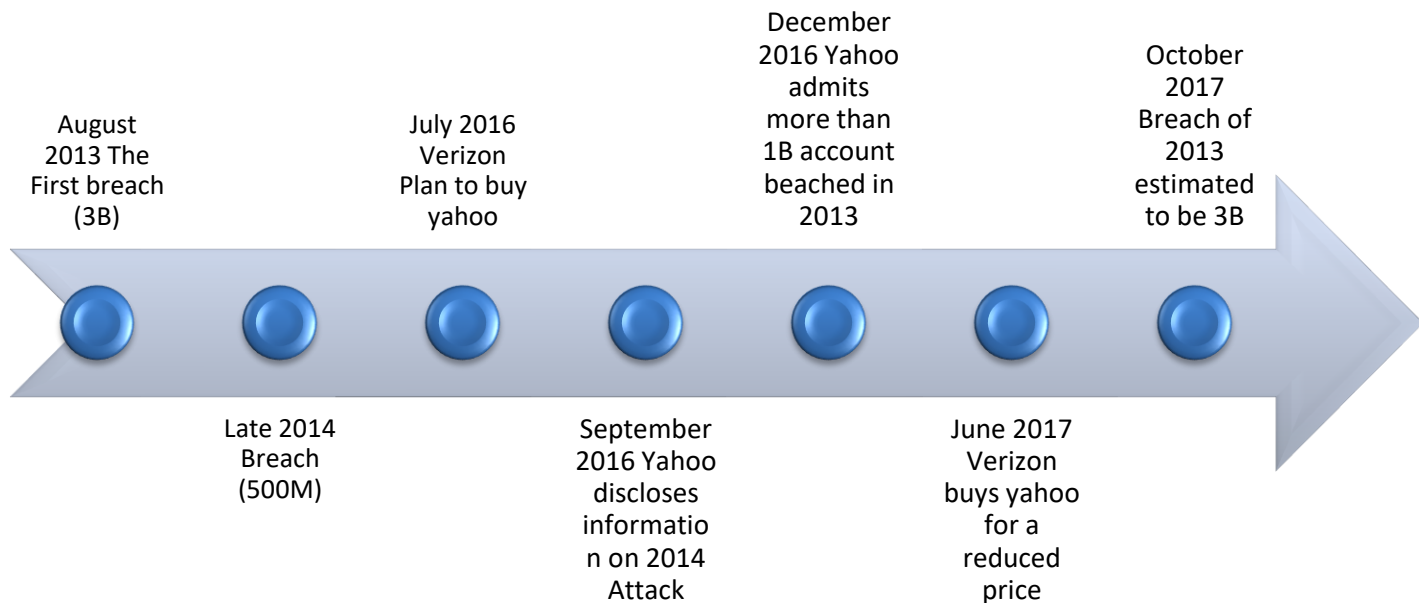 August
2013 The
First breach
(3B)
Late 2014
Breach
(500M)
July 2016
Verizon
Plan to buy
yahoo
September
2016 Yahoo
discloses
informatio
n on 2014
Attack
December
2016 Yahoo
admits
more than
1B account
beached in
2013
June 2017
Verizon
buys yahoo
for a
reduced
price
October
2017
Breach of
2013
estimated
to be 3B